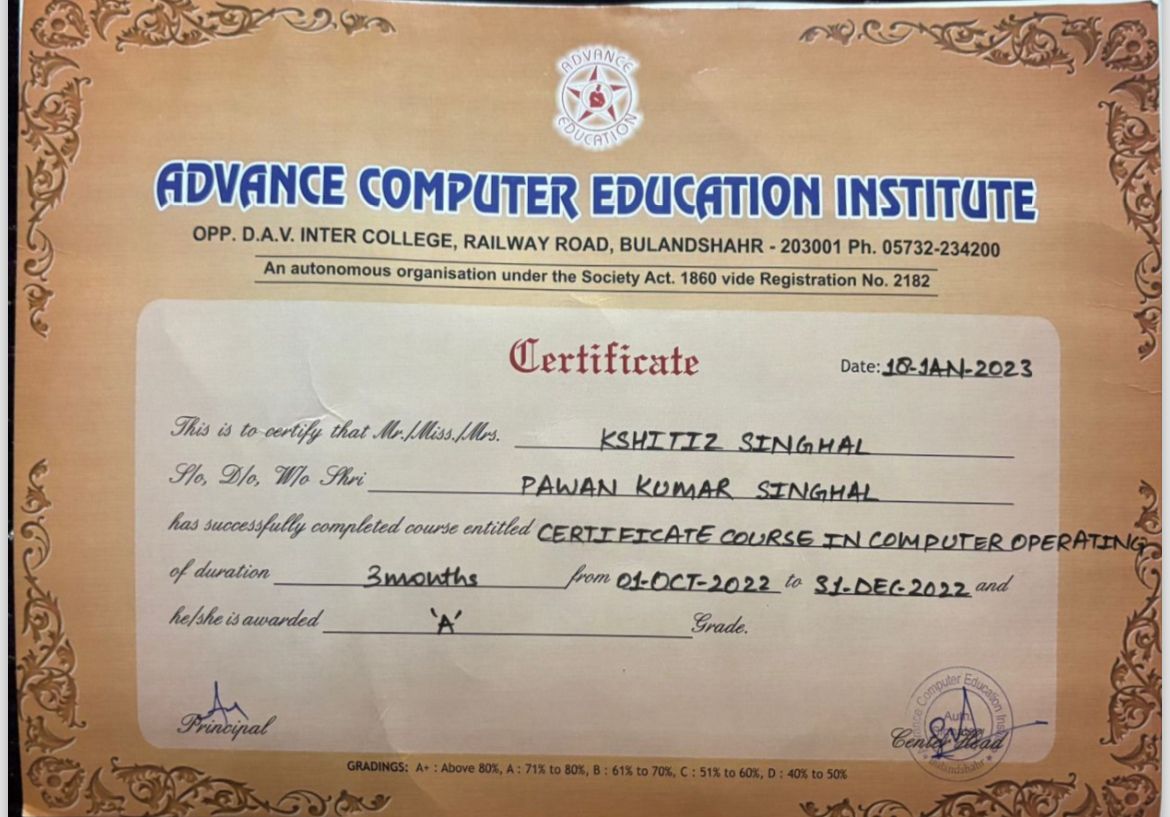 ADVANCE
EDUCATION
ADVANCE COMPUTER EDUCATION INSTITUTE
OPP. D.A.V. INTER COLLEGE, RAILWAY ROAD, BULANDSHAHR - 203001 Ph. 05732-234200
An autonomous organisation under the Society Act. 1860 vide Registration No. 2182
Certificate
Date: 18-JAN-2023
This is to certify that Mr./Miss./Mrs. KSHITIZ SINGHAL
S/o, D/o, W/o Shri PAWAN KUMAR SINGHAL
has successfully completed course entitled CERTIFICATE COURSE IN COMPUTER OPERATING
of duration 3months from 01-OCT-2022 to 31-DEC-2022 and
he/she is awarded 'A' Grade.
Principal
Center Head
Computer Education
Auth.
Bulandshahr
GRADINGS: A+ : Above 80%, A : 71% to 80%, B : 61% to 70%, C : 51% to 60%, D : 40% to 50%